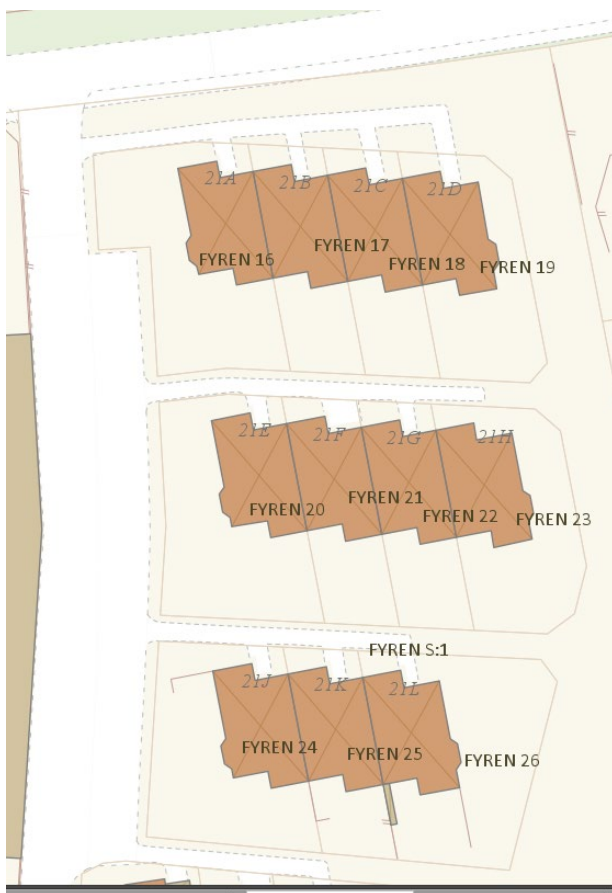 21A
21B
21C
21D
FYREN 16
FYREN 17
FYREN 18
FYREN 19
21E
21F
21G
21H
FYREN 20
FYREN 21
FYREN 22
FYREN 23
FYREN S:1
21J
21K
21L
FYREN 24
FYREN 25
FYREN 26